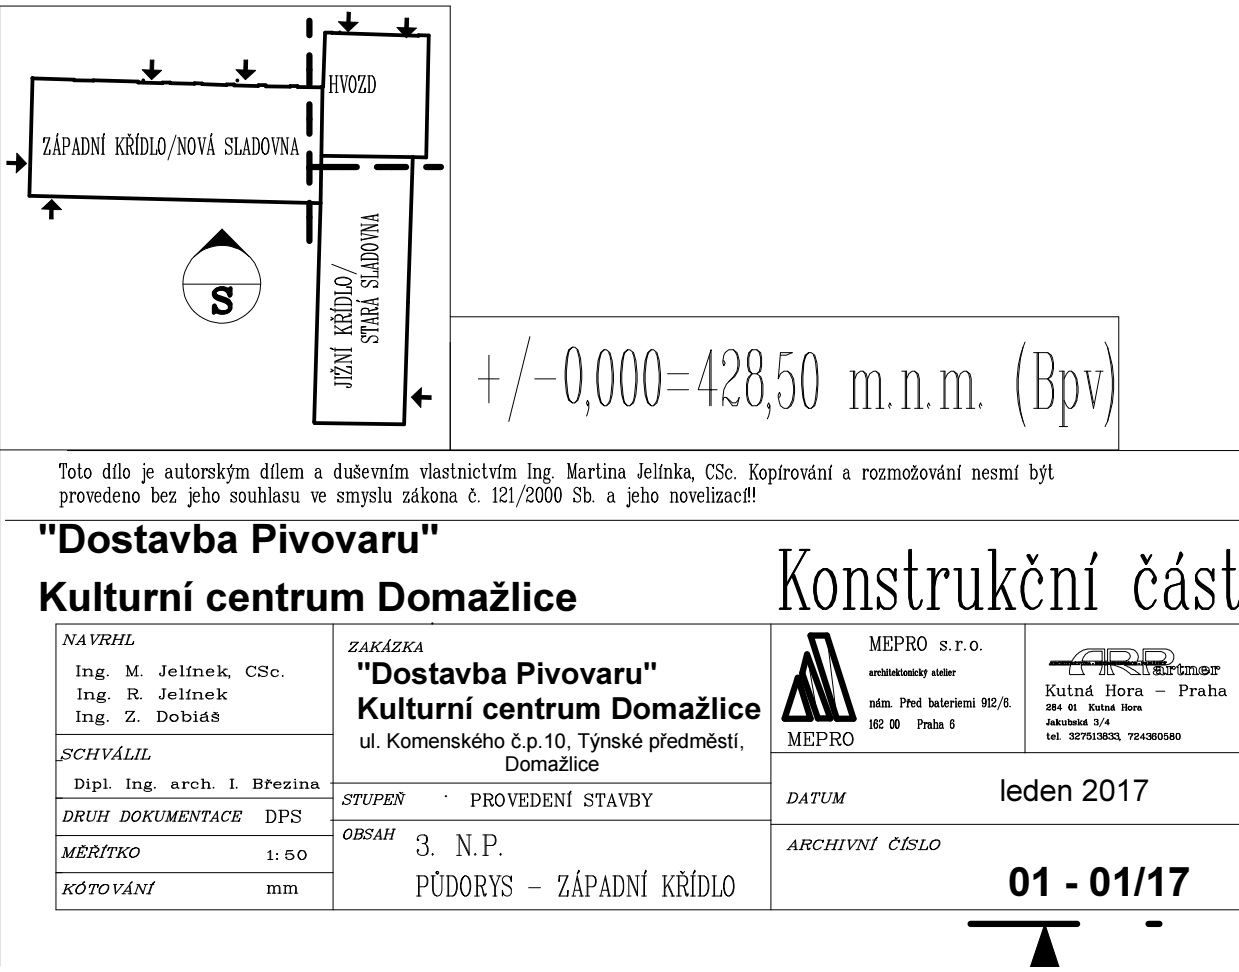 HVOZD
ZÁPADNÍ KŘÍDLO/NOVÁ SLADOVNA
JIŽNÍ KŘÍDLO/
STARÁ SLADOVNA
S
+/-0,000=428,50 m.n.m. (Bpv)
Toto dílo je autorským dílem a duševním vlastnictvím Ing. Martina Jelínka, CSc. Kopírování a rozmožování nesmí být
provedeno bez jeho souhlasu ve smyslu zákona č. 121/2000 Sb. a jeho novelizací!!
"Dostavba Pivovaru"
Kulturní centrum Domažlice
Konstrukční část
NAVRHL
Ing. M. Jelínek, CSc.
Ing. R. Jelínek
Ing. Z. Dobiáš
SCHVÁLIL
Dipl. Ing. arch. I. Březina
DRUH DOKUMENTACE DPS
MĚŘÍTKO 1:50
KÓTOVÁNÍ mm
ZAKÁZKA
"Dostavba Pivovaru"
Kulturní centrum Domažlice
ul. Komenského č.p.10, Týnské předměstí,
Domažlice
STUPEŇ PROVEDENÍ STAVBY
OBSAH
3. N.P.
PŮDORYS - ZÁPADNÍ KŘÍDLO
MEPRO
MEPRO s.r.o.
architektonický atelier
nám. Před bateriemi 912/6.
162 00 Praha 6
ARPartner
Kutná Hora - Praha
284 01 Kutná Hora
Jakubská 3/4
tel. 327513833, 724360580
DATUM leden 2017
ARCHIVNÍ ČÍSLO
01 - 01/17